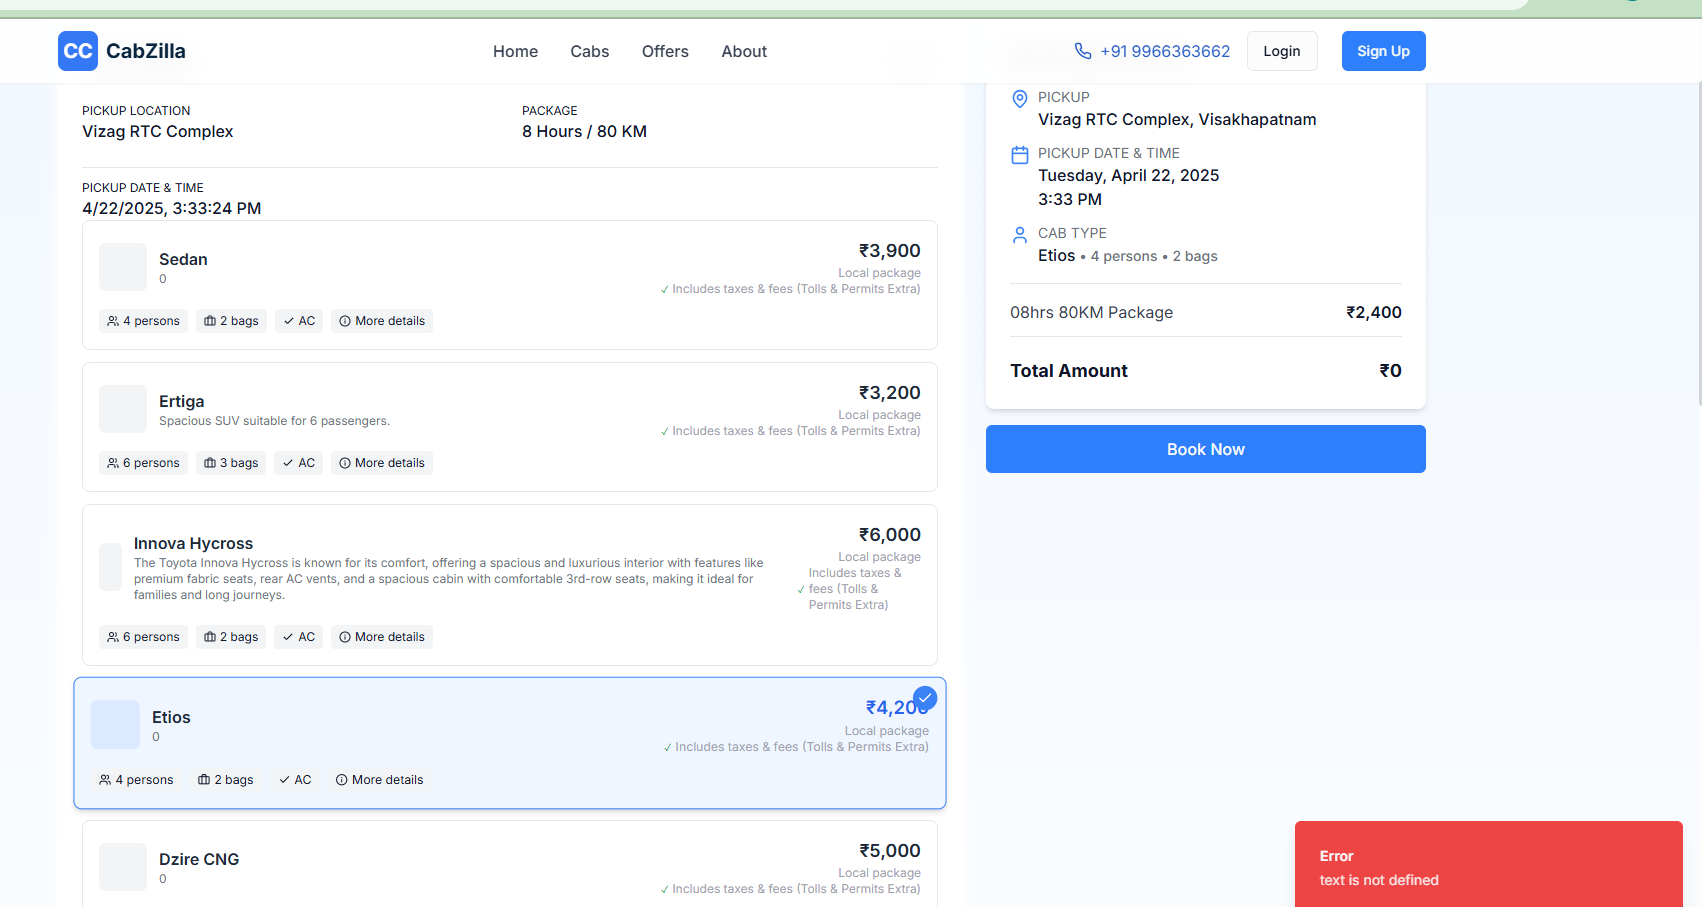 CC CabZilla
Home Cabs Offers About
+91 9966363662 Login Sign Up
PICKUP LOCATION
Vizag RTC Complex
PACKAGE
8 Hours / 80 KM
PICKUP DATE & TIME
4/22/2025, 3:33:24 PM
Sedan
0
₹3,900
Local package
✓ Includes taxes & fees (Tolls & Permits Extra)
4 persons 2 bags AC More details
Ertiga
Spacious SUV suitable for 6 passengers.
₹3,200
Local package
✓ Includes taxes & fees (Tolls & Permits Extra)
6 persons 3 bags AC More details
Innova Hycross
The Toyota Innova Hycross is known for its comfort, offering a spacious and luxurious interior with features like
premium fabric seats, rear AC vents, and a spacious cabin with comfortable 3rd-row seats, making it ideal for
families and long journeys.
₹6,000
Local package
Includes taxes &
✓ fees (Tolls &
Permits Extra)
6 persons 2 bags AC More details
Etios
0
₹4,200
Local package
✓ Includes taxes & fees (Tolls & Permits Extra)
4 persons 2 bags AC More details
Dzire CNG
0
₹5,000
Local package
✓ Includes taxes & fees (Tolls & Permits Extra)
PICKUP
Vizag RTC Complex, Visakhapatnam
PICKUP DATE & TIME
Tuesday, April 22, 2025
3:33 PM
CAB TYPE
Etios • 4 persons • 2 bags
08hrs 80KM Package ₹2,400
Total Amount ₹0
Book Now
Error
text is not defined